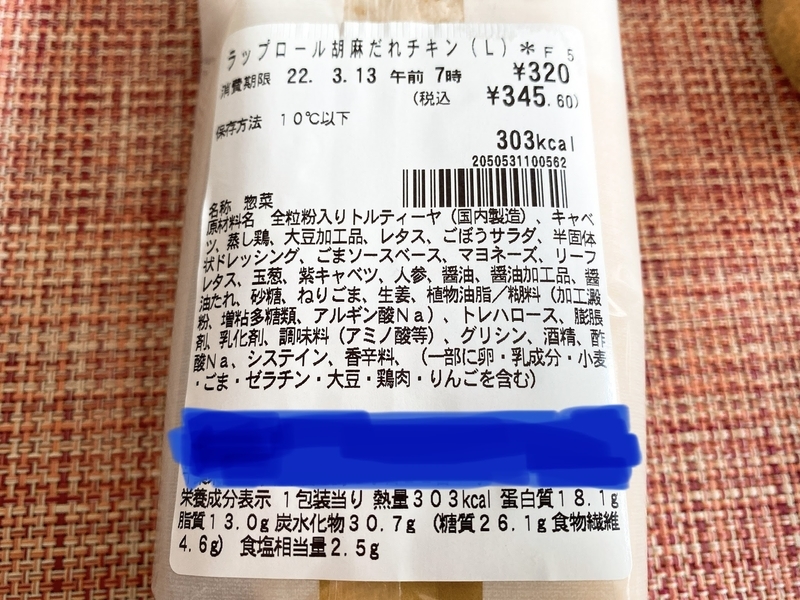 ラップロール胡麻だれチキン(L)＊F5
消費期限 22. 3.13 午前 7時 ¥320
(税込 ¥345.60)
保存方法 10℃以下
303kcal
2050531100562
名称 惣菜
原材料名 全粒粉入りトルティーヤ(国内製造)、キャベ
ツ、蒸し鶏、大豆加工品、レタス、ごぼうサラダ、半固体
状ドレッシング、ごまソースベース、マヨネーズ、リーフ
レタス、玉葱、紫キャベツ、人参、醤油、醤油加工品、醤
油たれ、砂糖、ねりごま、生姜、植物油脂／糊料(加工澱
粉、増粘多糖類、アルギン酸Na)、トレハロース、膨脹
剤、乳化剤、調味料(アミノ酸等)、グリシン、酒精、酢
酸Na、システイン、香辛料、(一部に卵・乳成分・小麦
・ごま・ゼラチン・大豆・鶏肉・りんごを含む)
栄養成分表示 1包装当り 熱量303kcal 蛋白質18.1g
脂質13.0g 炭水化物30.7g (糖質26.1g 食物繊維
4.6g) 食塩相当量2.5g